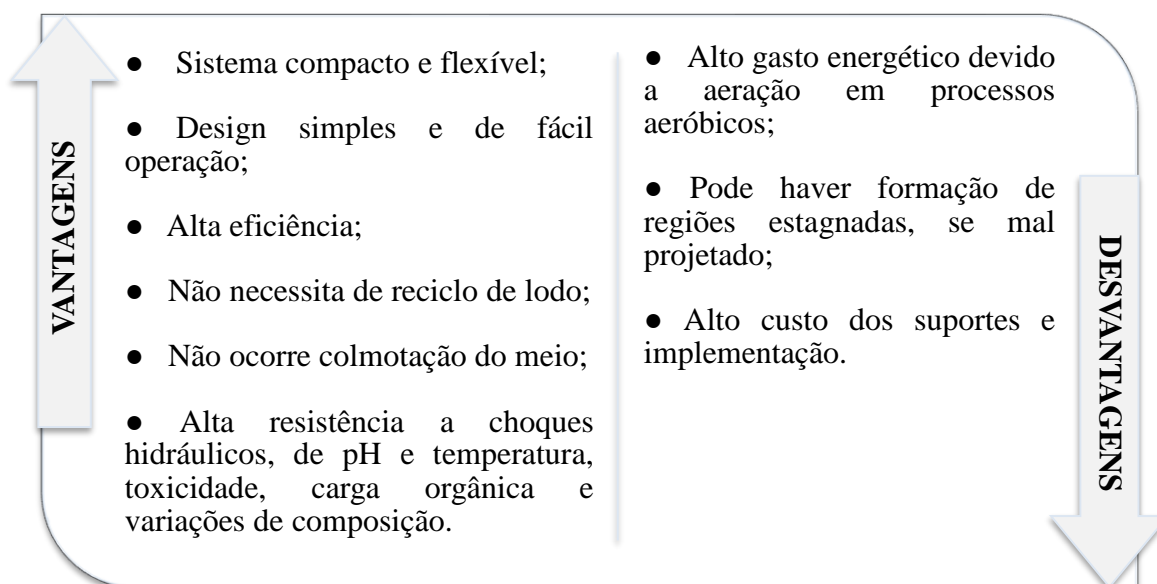 VANTAGENS
● Sistema compacto e flexível;
● Design simples e de fácil
operação;
● Alta eficiência;
● Não necessita de reciclo de lodo;
● Não ocorre colmotação do meio;
● Alta resistência a choques
hidráulicos, de pH e temperatura,
toxicidade, carga orgânica e
variações de composição.
● Alto gasto energético devido
a aeração em processos
aeróbicos;
● Pode haver formação de
regiões estagnadas, se mal
projetado;
● Alto custo dos suportes e
implementação.
DESVANTAGENS